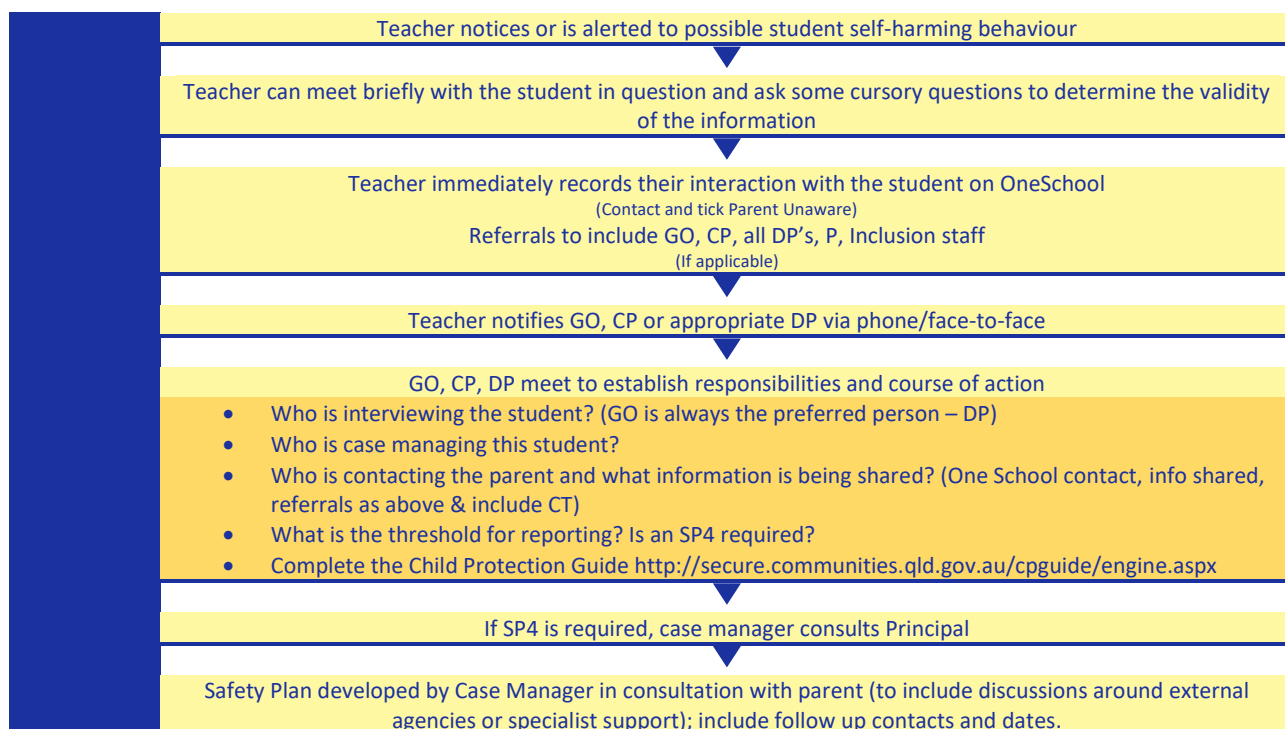 Teacher notices or is alerted to possible student self-harming behaviour
Teacher can meet briefly with the student in question and ask some cursory questions to determine the validity
of the information
Teacher immediately records their interaction with the student on OneSchool
(Contact and tick Parent Unaware)
Referrals to include GO, CP, all DP's, P, Inclusion staff
(If applicable)
Teacher notifies GO, CP or appropriate DP via phone/face-to-face
GO, CP, DP meet to establish responsibilities and course of action
• Who is interviewing the student? (GO is always the preferred person – DP)
• Who is case managing this student?
• Who is contacting the parent and what information is being shared? (One School contact, info shared,
referrals as above & include CT)
• What is the threshold for reporting? Is an SP4 required?
• Complete the Child Protection Guide http://secure.communities.qld.gov.au/cpguide/engine.aspx
If SP4 is required, case manager consults Principal
Safety Plan developed by Case Manager in consultation with parent (to include discussions around external
agencies or specialist support); include follow up contacts and dates.